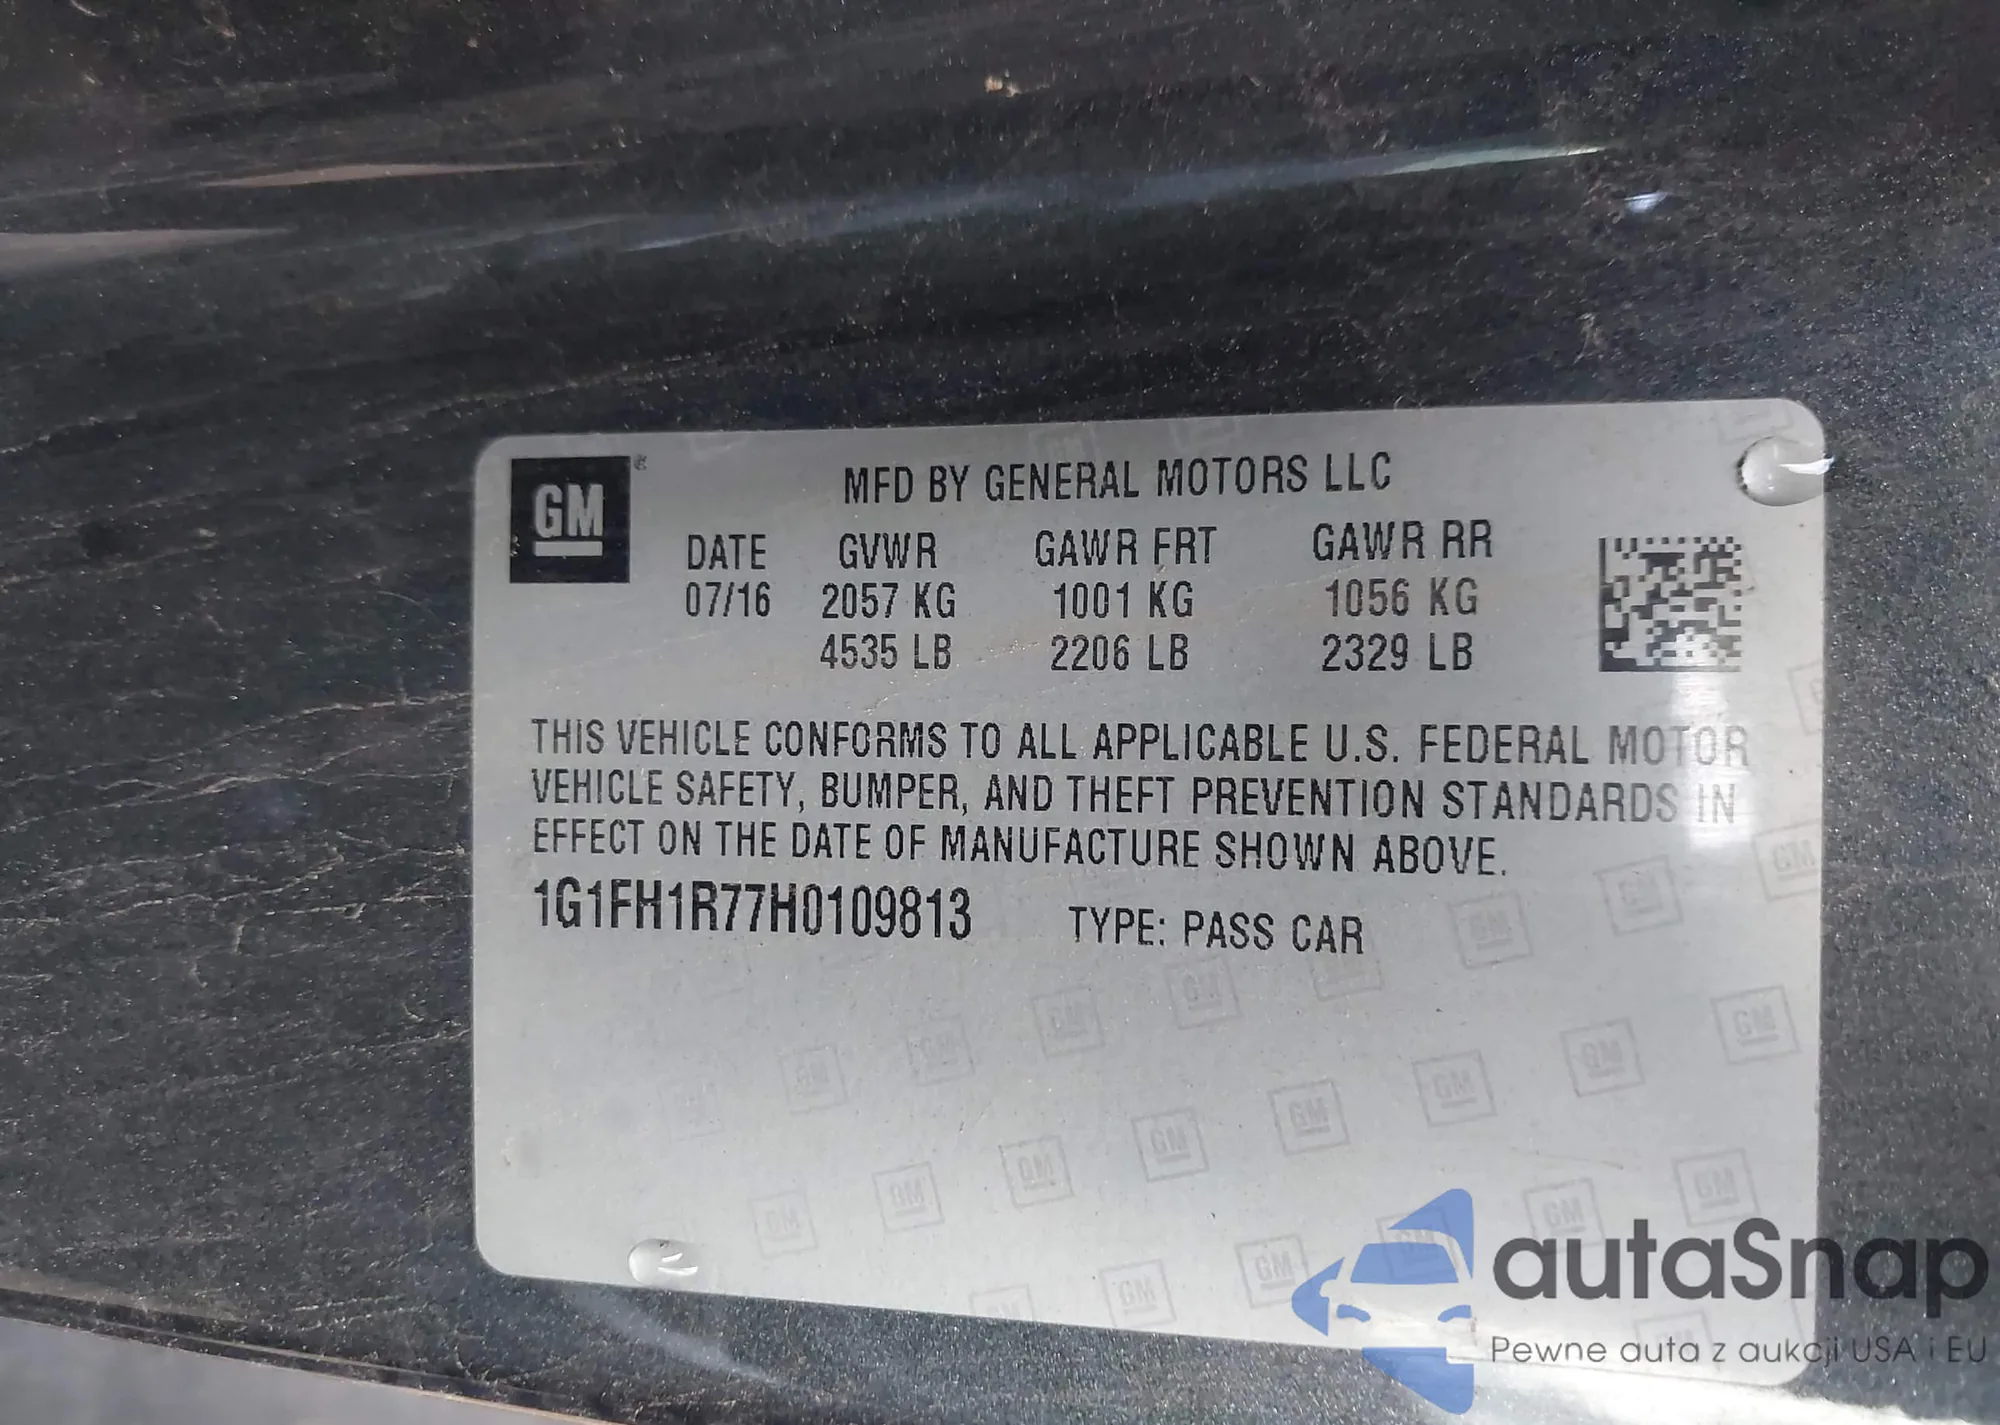 GM
MFD BY GENERAL MOTORS LLC
DATE GVWR GAWR FRT GAWR RR
07/16 2057 KG 1001 KG 1056 KG
4535 LB 2206 LB 2329 LB
THIS VEHICLE CONFORMS TO ALL APPLICABLE U.S. FEDERAL MOTOR
VEHICLE SAFETY, BUMPER, AND THEFT PREVENTION STANDARDS IN
EFFECT ON THE DATE OF MANUFACTURE SHOWN ABOVE.
1G1FH1R77H0109813 TYPE: PASS CAR
autaSnap
Pewne auta z aukcji USA i EU